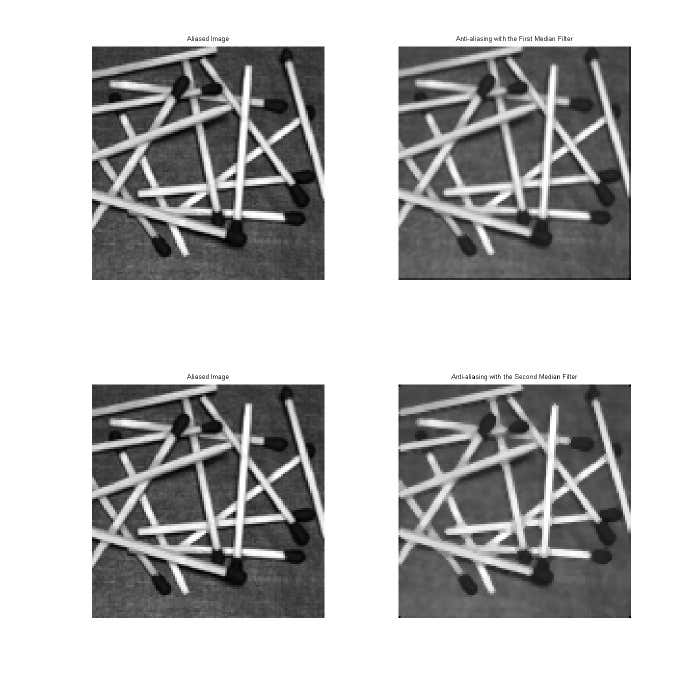 Aliased Image
Anti-aliasing with the First Median Filter
Aliased Image
Anti-aliasing with the Second Median Filter